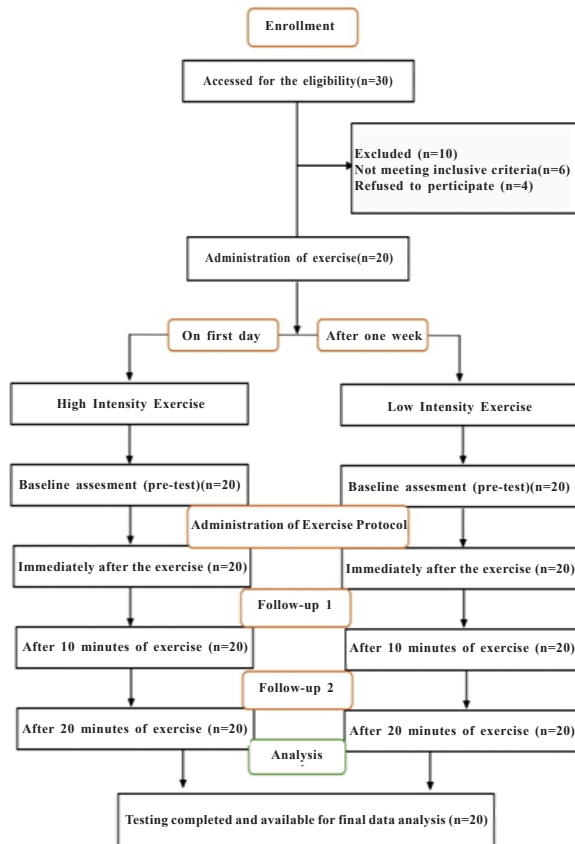 Enrollment
Accessed for the eligibility(n=30)
Excluded (n=10)
Not meeting inclusive criteria(n=6)
Refused to perticipate (n=4)
Administration of exercise(n=20)
On first day
After one week
High Intensity Exercise
Low Intensity Exercise
Baseline assesment (pre-test)(n=20)
Baseline assesment (pre-test)(n=20)
Administration of Exercise Protocol
Immediately after the exercise (n=20)
Immediately after the exercise (n=20)
Follow-up 1
After 10 minutes of exercise (n=20)
After 10 minutes of exercise (n=20)
Follow-up 2
After 20 minutes of exercise (n=20)
After 20 minutes of exercise (n=20)
Analysis
Testing completed and available for final data analysis (n=20)